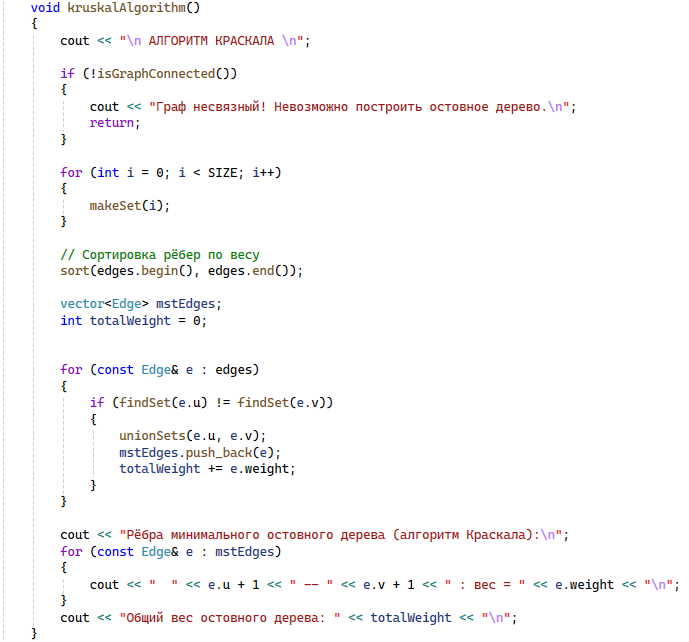 void kruskalAlgorithm()
{
cout << "\n АЛГОРИТМ КРАСКАЛА \n";
if (!isGraphConnected())
{
cout << "Граф несвязный! Невозможно построить остовное дерево.\n";
return;
}
for (int i = 0; i < SIZE; i++)
{
makeSet(i);
}
// Сортировка рёбер по весу
sort(edges.begin(), edges.end());
vector<Edge> mstEdges;
int totalWeight = 0;
for (const Edge& e : edges)
{
if (findSet(e.u) != findSet(e.v))
{
unionSets(e.u, e.v);
mstEdges.push_back(e);
totalWeight += e.weight;
}
}
cout << "Рёбра минимального остовного дерева (алгоритм Краскала):\n";
for (const Edge& e : mstEdges)
{
cout << "  " << e.u + 1 << " -- " << e.v + 1 << " : вес = " << e.weight << "\n";
}
cout << "Общий вес остовного дерева: " << totalWeight << "\n";
}